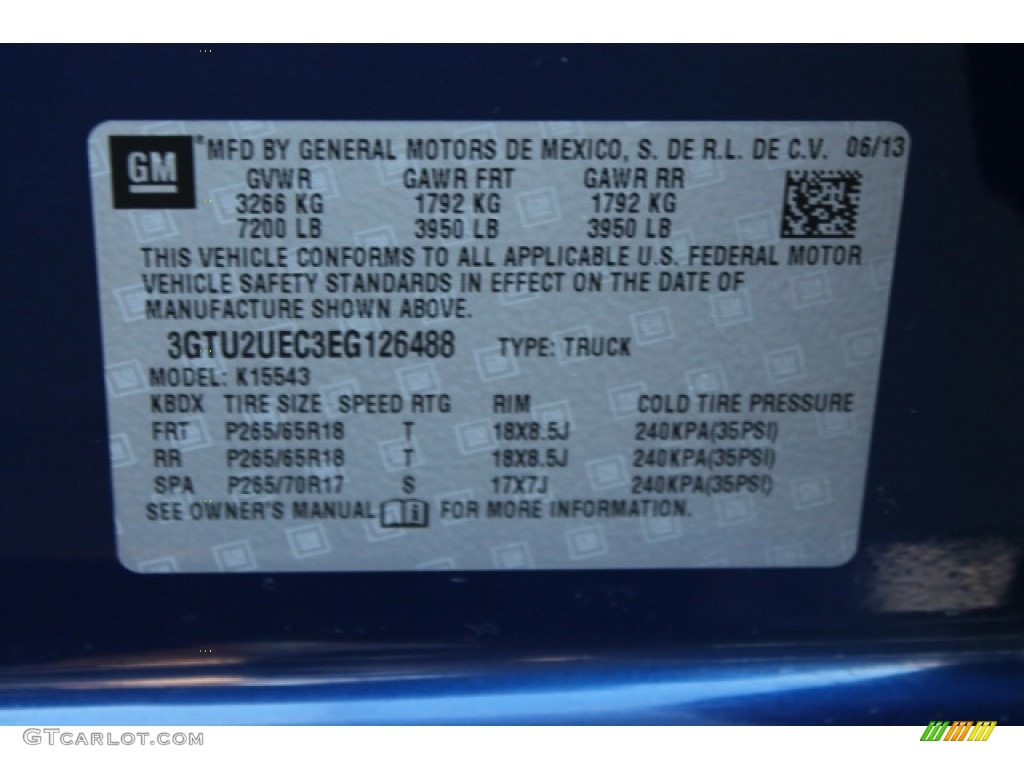 GM
® MFD BY GENERAL MOTORS DE MEXICO, S. DE R.L. DE C.V. 06/13
GVWR GAWR FRT GAWR RR
3266 KG 1792 KG 1792 KG
7200 LB 3950 LB 3950 LB
THIS VEHICLE CONFORMS TO ALL APPLICABLE U.S. FEDERAL MOTOR
VEHICLE SAFETY STANDARDS IN EFFECT ON THE DATE OF
MANUFACTURE SHOWN ABOVE.
3GTU2UEC3EG126488 TYPE: TRUCK
MODEL: K15543
KBDX TIRE SIZE SPEED RTG RIM COLD TIRE PRESSURE
FRT P265/65R18 T 18X8.5J 240KPA(35PSI)
RR P265/65R18 T 18X8.5J 240KPA(35PSI)
SPA P265/70R17 S 17X7J 240KPA(35PSI)
SEE OWNER'S MANUAL i FOR MORE INFORMATION.
GTCarlot.com